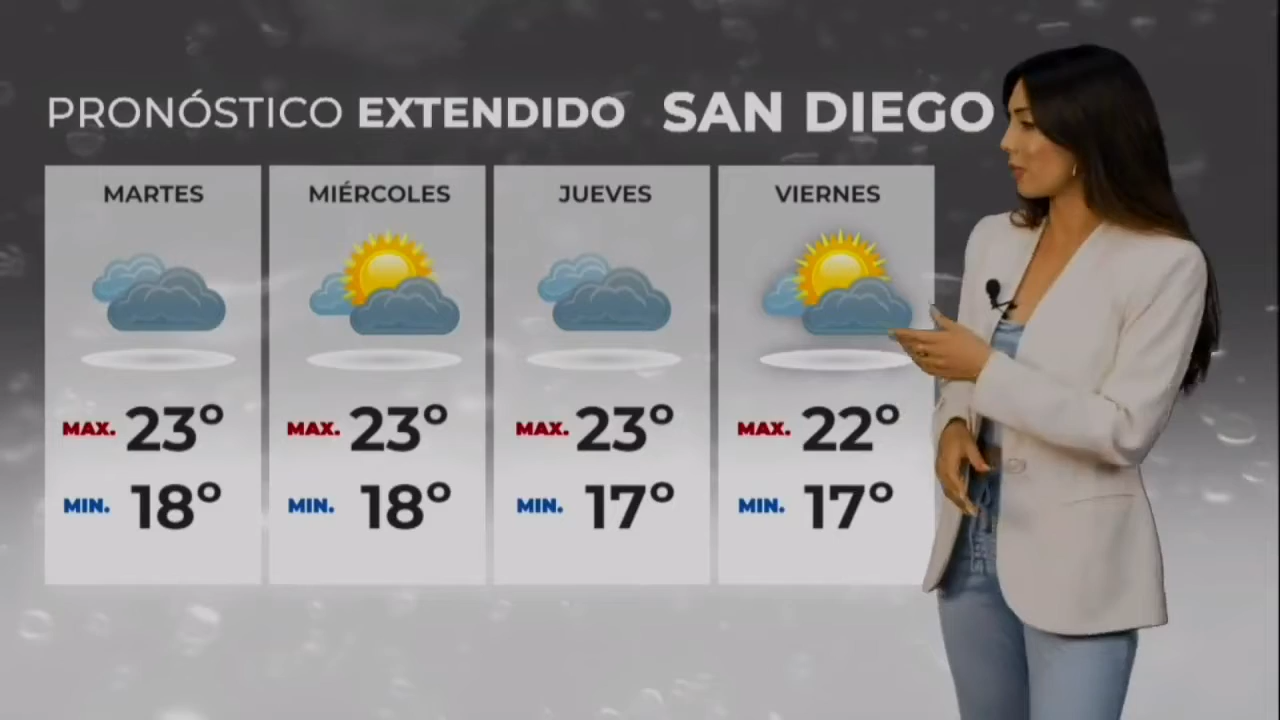 PRONÓSTICO EXTENDIDO SAN DIEGO
MARTES
MAX. 23°
MIN. 18°
MIÉRCOLES
MAX. 23°
MIN. 18°
JUEVES
MAX. 23°
MIN. 17°
VIERNES
MAX. 22°
MIN. 17°